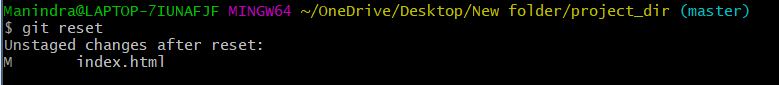 Manindra@LAPTOP-7IUNAFJF MINGW64 ~/OneDrive/Desktop/New folder/project_dir (master)
$ git reset
Unstaged changes after reset:
M       index.html